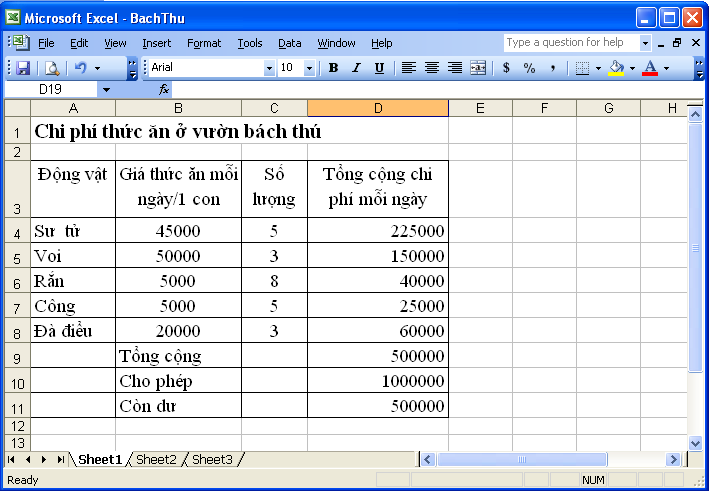 Microsoft Excel - BachThu
File Edit View Insert Format Tools Data Window Help Type a question for help
Arial 10 B I U $ % ,
D19 fx
A B C D E F G H
1 Chi phí thức ăn ở vườn bách thú
2
Động vật Giá thức ăn mỗi Số Tổng cộng chi
3 ngày/1 con lượng phí mỗi ngày
4 Sư tử 45000 5 225000
5 Voi 50000 3 150000
6 Rắn 5000 8 40000
7 Công 5000 5 25000
8 Đà điểu 20000 3 60000
9 Tổng cộng 500000
10 Cho phép 1000000
11 Còn dư 500000
12
13
Sheet1 Sheet2 Sheet3
Ready NUM